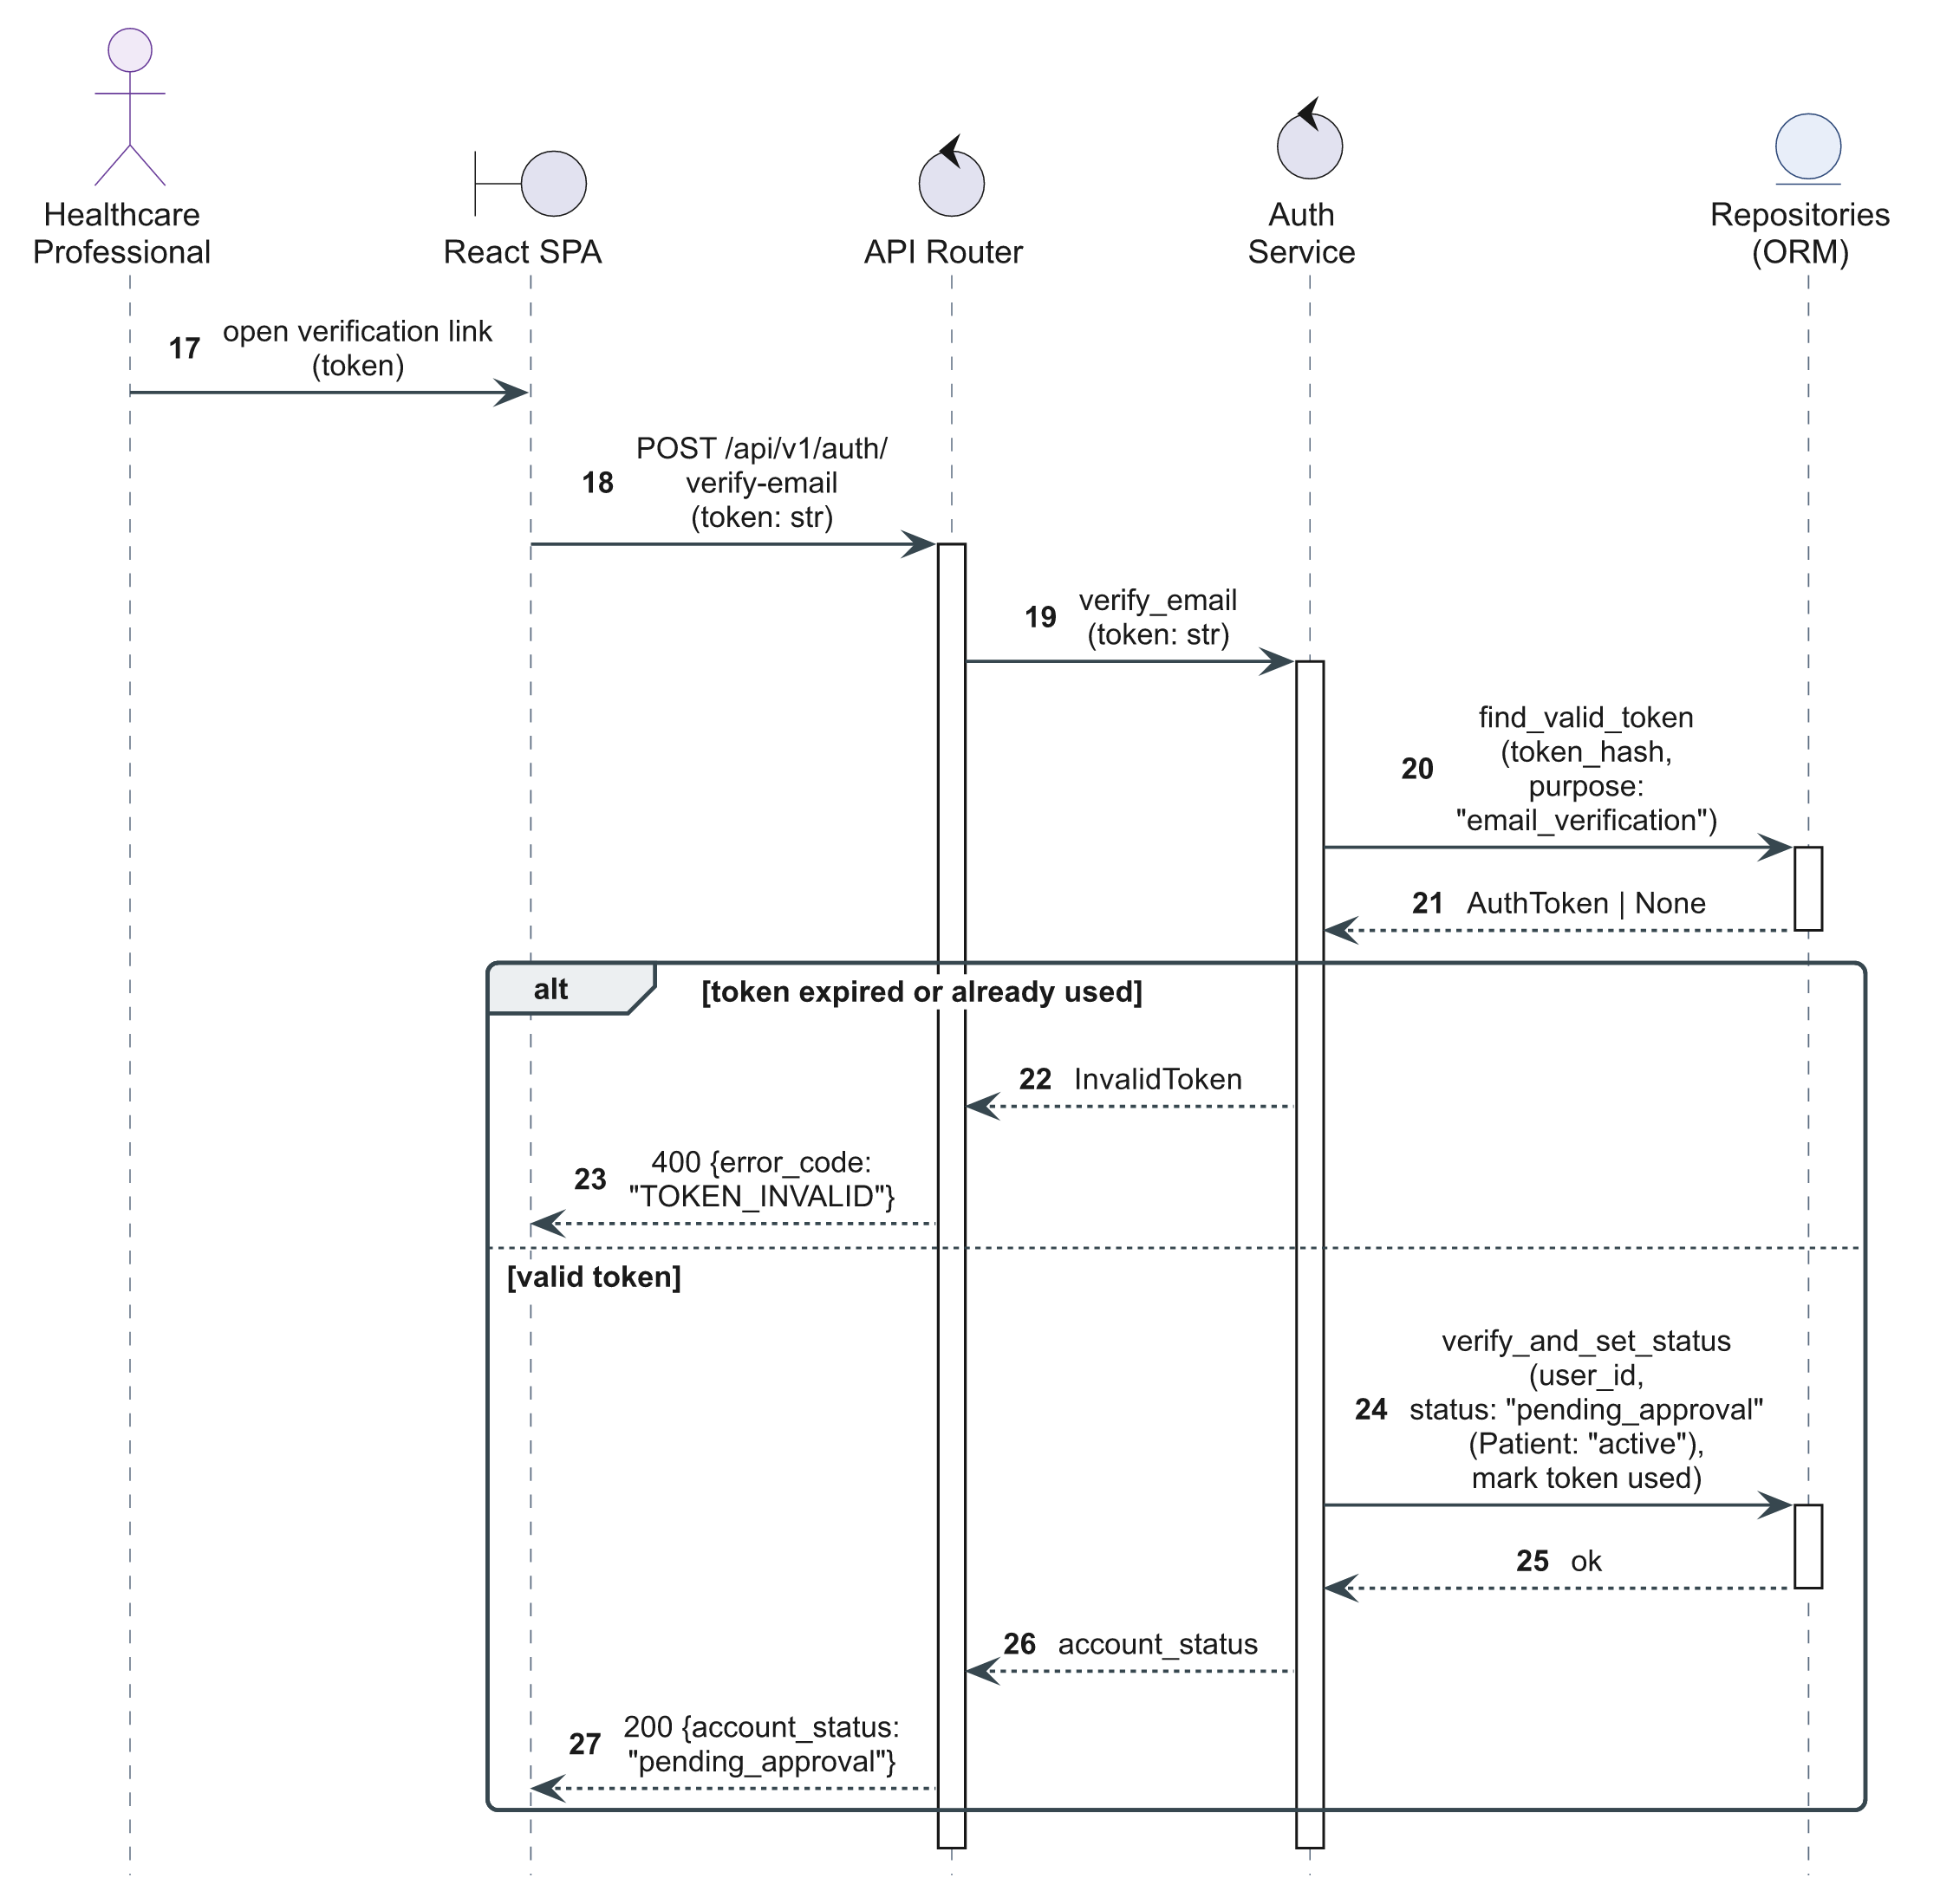 Healthcare
Professional
React SPA
API Router
Auth
Service
Repositories
(ORM)
17 open verification link
(token)
18 POST /api/v1/auth/
verify-email
(token: str)
19 verify_email
(token: str)
20 find_valid_token
(token_hash,
purpose:
"email_verification")
21 AuthToken | None
alt [token expired or already used]
22 InvalidToken
23 400 {error_code:
"TOKEN_INVALID"}
[valid token]
24 verify_and_set_status
(user_id,
status: "pending_approval"
(Patient: "active"),
mark token used)
25 ok
26 account_status
27 200 {account_status:
"pending_approval"}